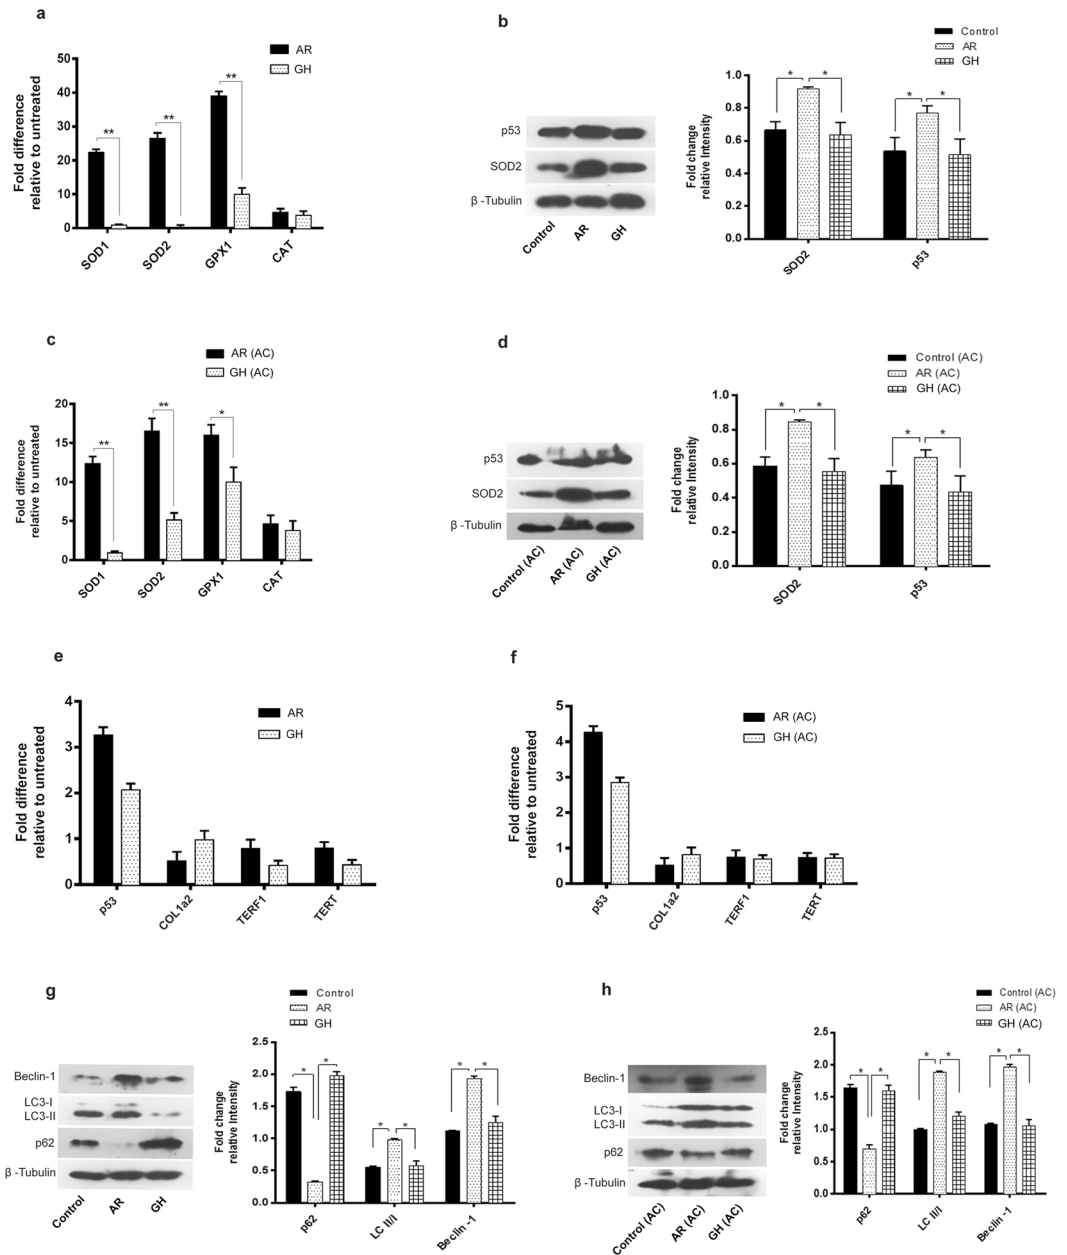 a
AR
GH
Fold difference
relative to untreated
50
40
30
20
10
0
** ** **
SOD1 SOD2 GPX1 CAT
b
p53
SOD2
β -Tubulin
Control AR GH
Control
AR
GH
Fold change
relative Intensity
1.0
0.8
0.6
0.4
0.2
0.0
* * * *
SOD2 p53
c
AR (AC)
GH (AC)
Fold difference
relative to untreated
20
15
10
5
0
** ** *
SOD1 SOD2 GPX1 CAT
d
p53
SOD2
β -Tubulin
Control (AC) AR (AC) GH (AC)
Control (AC)
AR (AC)
GH (AC)
Fold change
relative Intensity
1.0
0.8
0.6
0.4
0.2
0.0
* * * *
SOD2 p53
e
AR
GH
Fold difference
relative to untreated
4
3
2
1
0
p53 COL1a2 TERF1 TERT
f
AR (AC)
GH (AC)
Fold difference
relative to untreated
5
4
3
2
1
0
p53 COL1a2 TERF1 TERT
g
Beclin-1
LC3-I
LC3-II
p62
β -Tubulin
Control AR GH
Control
AR
GH
Fold change
relative Intensity
2.5
2.0
1.5
1.0
0.5
0.0
* * * * * *
p62 LC II/I Beclin -1
h
Beclin-1
LC3-I
LC3-II
p62
β -Tubulin
Control (AC) AR (AC) GH (AC)
Control (AC)
AR (AC)
GH (AC)
Fold change
relative Intensity
2.5
2.0
1.5
1.0
0.5
0.0
* * * * * *
p62 LC II/I Beclin -1